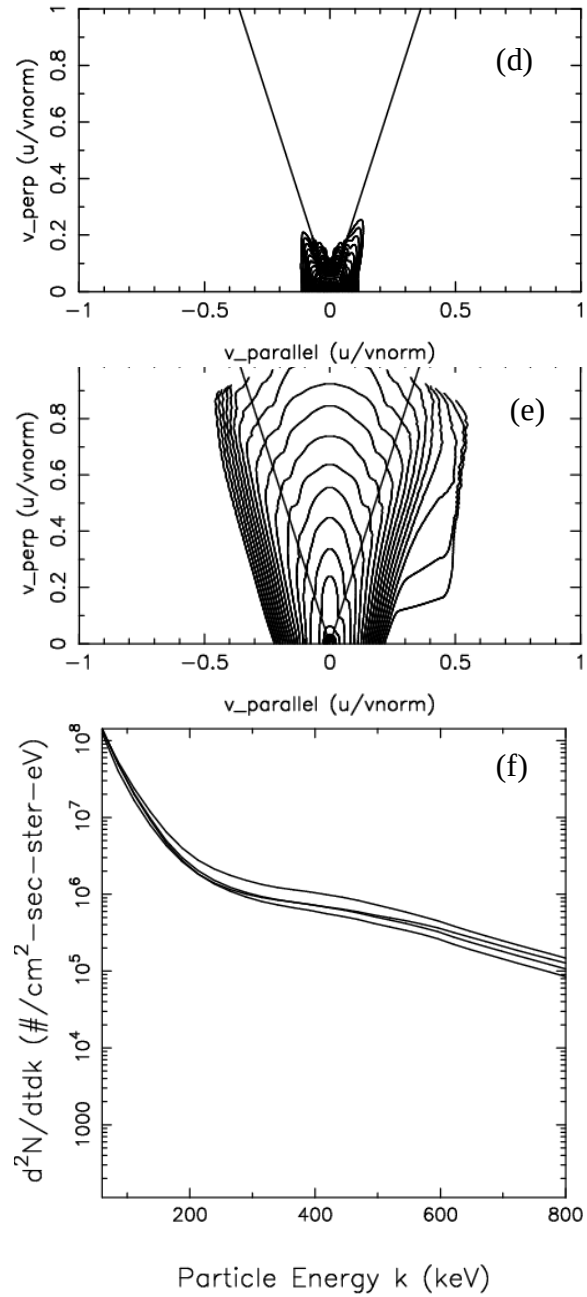 1
0.8
0.6
0.4
0.2
0
v_perp (u/vnorm)
(d)
−1 −0.5 0 0.5 1
v_parallel (u/vnorm)
0.8
0.6
0.4
0.2
0
v_perp (u/vnorm)
(e)
−1 −0.5 0 0.5 1
v_parallel (u/vnorm)
10⁸
10⁷
10⁶
10⁵
10⁴
1000
d²N/dtdk (#/cm²−sec−ster−eV)
(f)
200 400 600 800
Particle Energy k (keV)